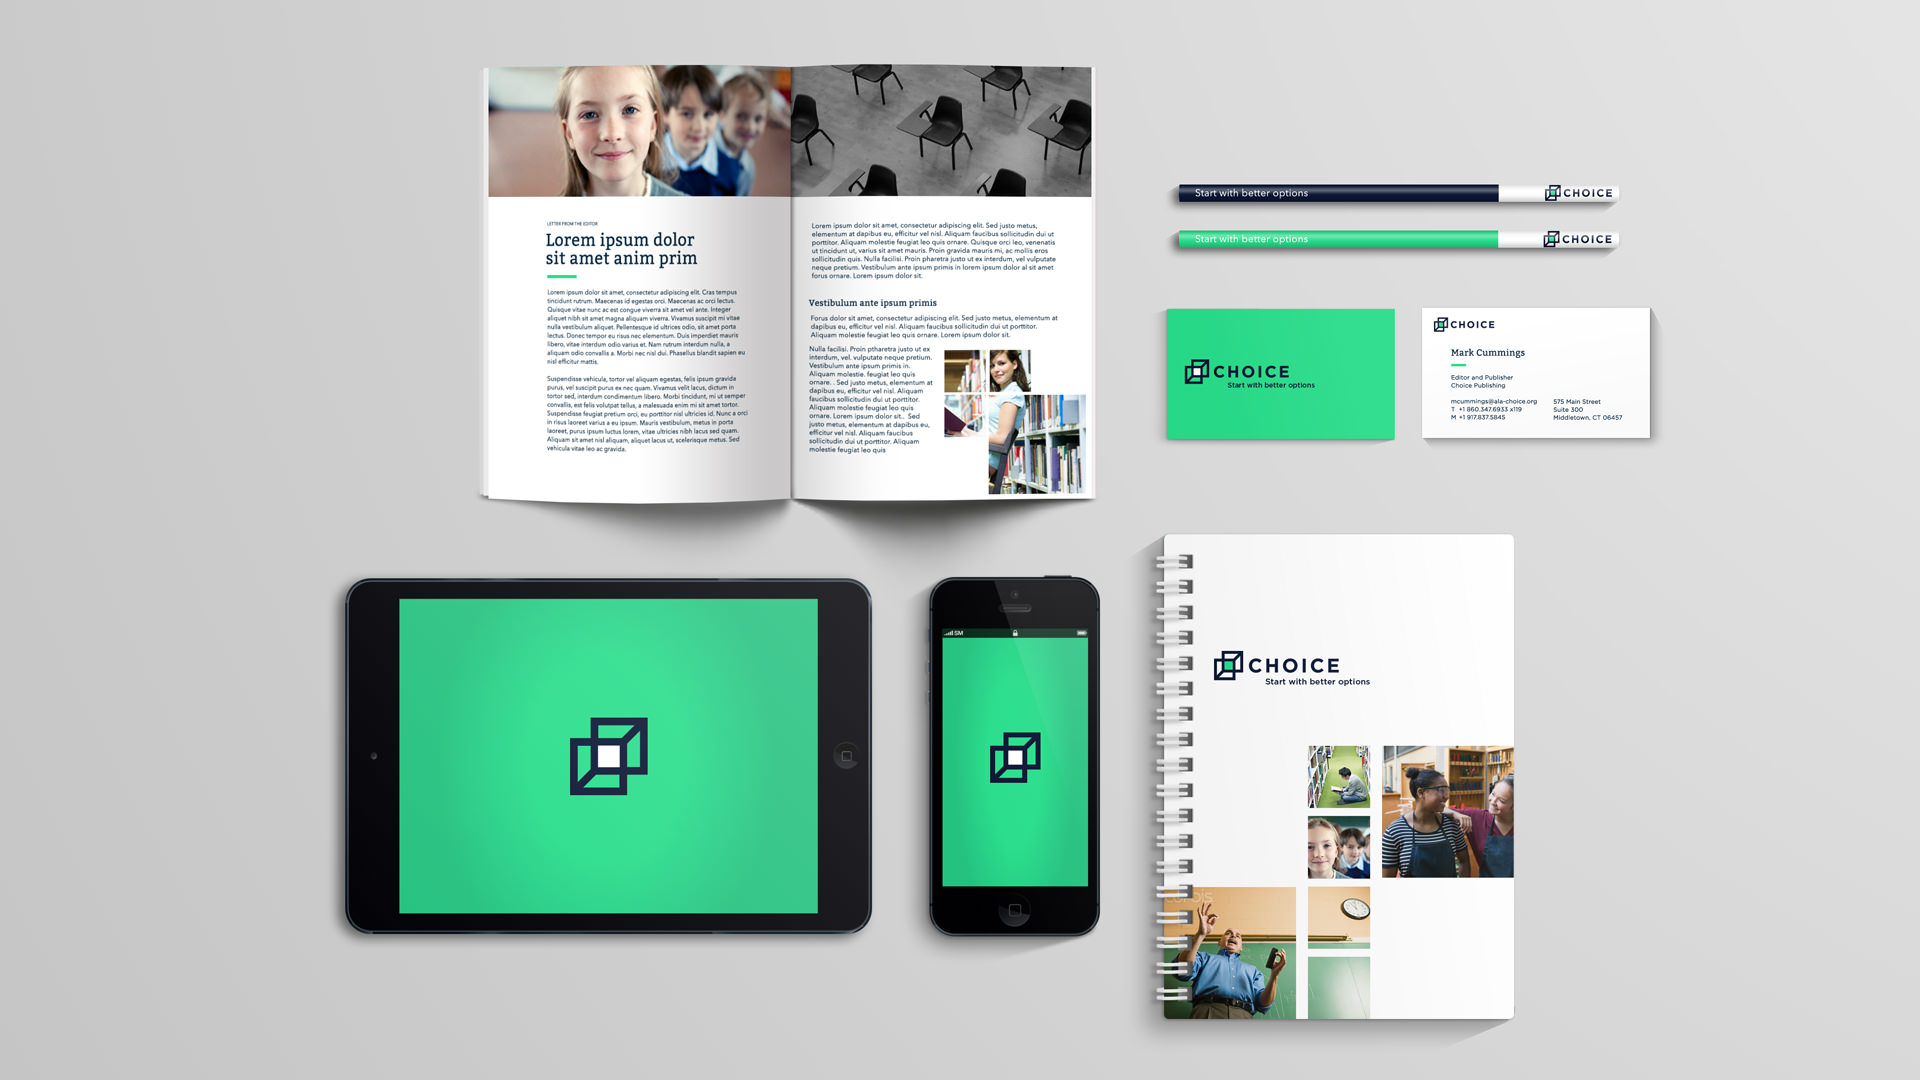 LETTER FROM THE EDITOR
Lorem ipsum dolor
sit amet anim prim
Lorem ipsum dolor sit amet, consectetur adipiscing elit. Cras tempus
tincidunt rutrum. Maecenas id egestas orci. Maecenas ac orci lectus.
Quisque vitae nunc ac est congue viverra sit amet vel ante. Integer
aliquet nibh sit amet magna aliquam viverra. Vivamus suscipit mi vitae
nulla vestibulum aliquet. Pellentesque id ultrices odio, sit amet porta
lectus. Donec tempor eu risus nec elementum. Duis imperdiet mauris
libero, vitae interdum odio varius et. Nam rutrum interdum nulla, a
aliquam odio convallis a. Morbi nec nisl dui. Phasellus blandit sapien eu
nisl efficitur mattis.
Suspendisse vehicula, tortor vel aliquam egestas, felis ipsum gravida
purus, vel suscipit purus ex nec quam. Vivamus velit lacus, dictum in
tortor sed, interdum condimentum libero. Morbi tincidunt, mi ut semper
convallis, est felis volutpat tellus, a malesuada enim mi sit amet tortor.
Suspendisse feugiat pretium orci, eu porttitor nisl ultricies id. Nunc a orci
in risus laoreet varius a eu ipsum. Mauris vestibulum, metus in porta
laoreet, purus ipsum luctus lorem, vitae ultricies nibh lacus sed quam.
Aliquam sit amet nisl aliquam, aliquet lacus ut, scelerisque metus. Sed
vehicula vitae leo ac gravida.
Lorem ipsum dolor sit amet, consectetur adipiscing elit. Sed justo metus,
elementum at dapibus eu, efficitur vel nisl. Aliquam faucibus sollicitudin dui ut
porttitor. Aliquam molestie feugiat leo quis ornare. Quisque orci leo, venenatis
ut tincidunt ut, varius sit amet mauris. Proin gravida mauris mi, ac mollis eros
sollicitudin quis. Nulla facilisi. Proin pharetra justo ut ex interdum, vel vulputate
neque pretium. Vestibulum ante ipsum primis in lorem ipsum dolor al sit amet
forus ornare. Lorem ipsum dolor sit.
Vestibulum ante ipsum primis
Forus dolor sit amet, consectetur adipiscing elit. Sed justo metus, elementum at
dapibus eu, efficitur vel nisl. Aliquam faucibus sollicitudin dui ut porttitor.
Aliquam molestie feugiat leo quis ornare. Lorem ipsum dolor sit.
Nulla facilisi. Proin pharetra justo ut ex
interdum, vel. vulputate neque pretium.
Vestibulum ante ipsum primis in.
Aliquam molestie. feugiat leo quis
ornare. . Sed justo metus, elementum at
dapibus eu, efficitur vel nisl. Aliquam
faucibus sollicitudin dui ut porttitor.
Aliquam molestie feugiat leo quis
ornare. Lorem ipsum dolor sit.. Sed
justo metus, elementum at dapibus eu,
efficitur vel nisl. Aliquam faucibus
sollicitudin dui ut porttitor. Aliquam
molestie feugiat leo quis
Start with better options
CHOICE
Start with better options
CHOICE
CHOICE
Start with better options
CHOICE
Mark Cummings
Editor and Publisher
Choice Publishing
mcummings@ala-choice.org
T +1 860.347.6933 x119
M +1 917.837.5845
575 Main Street
Suite 300
Middletown, CT 06457
SM
CHOICE
Start with better options